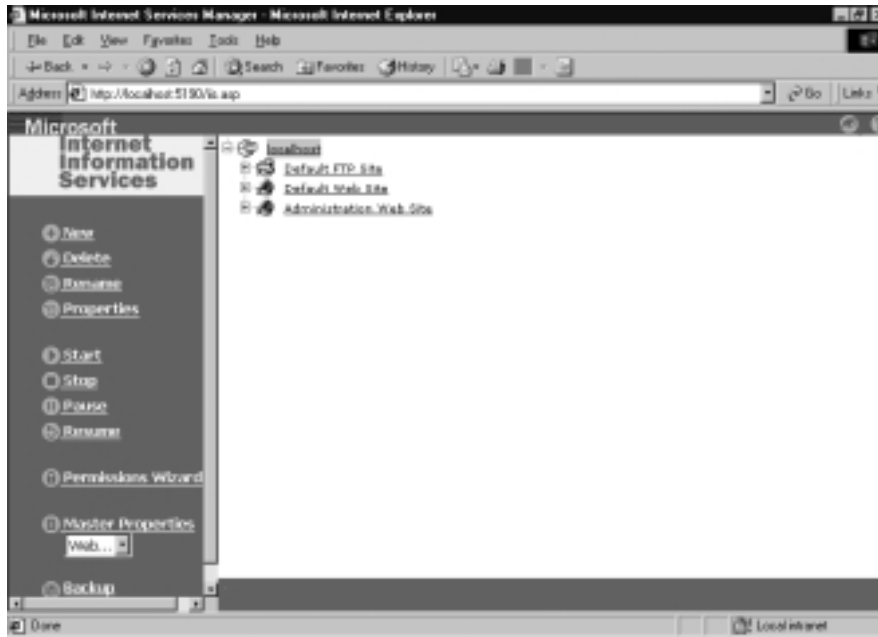 Microsoft Internet Services Manager - Microsoft Internet Explorer
File Edit View Favorites Tools Help
Back Search Favorites History
Address http://localhost:5190/iis.asp Go Links
Microsoft
Internet
Information
Services
localhost
Default FTP Site
Default Web Site
Administration Web Site
New
Delete
Rename
Properties
Start
Stop
Pause
Resume
Permissions Wizard
Master Properties
Web...
Backup
Done Local intranet